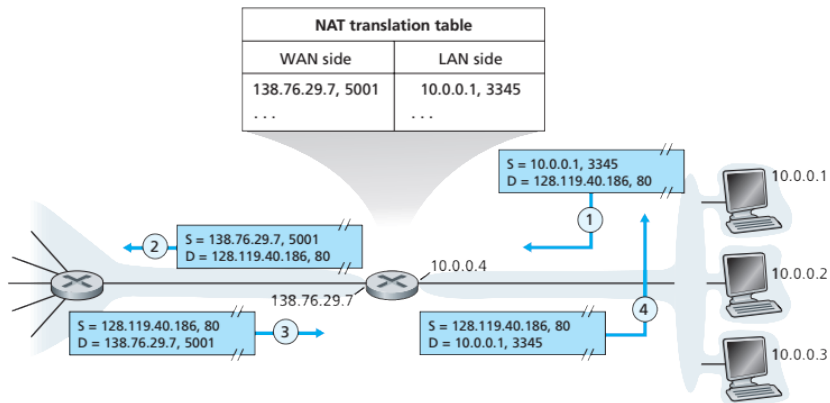 NAT translation table
WAN side
LAN side
138.76.29.7, 5001
10.0.0.1, 3345
. . .
. . .
S = 10.0.0.1, 3345
D = 128.119.40.186, 80
10.0.0.1
1
S = 138.76.29.7, 5001
D = 128.119.40.186, 80
2
10.0.0.4
10.0.0.2
138.76.29.7
4
S = 128.119.40.186, 80
D = 138.76.29.7, 5001
3
S = 128.119.40.186, 80
D = 10.0.0.1, 3345
10.0.0.3